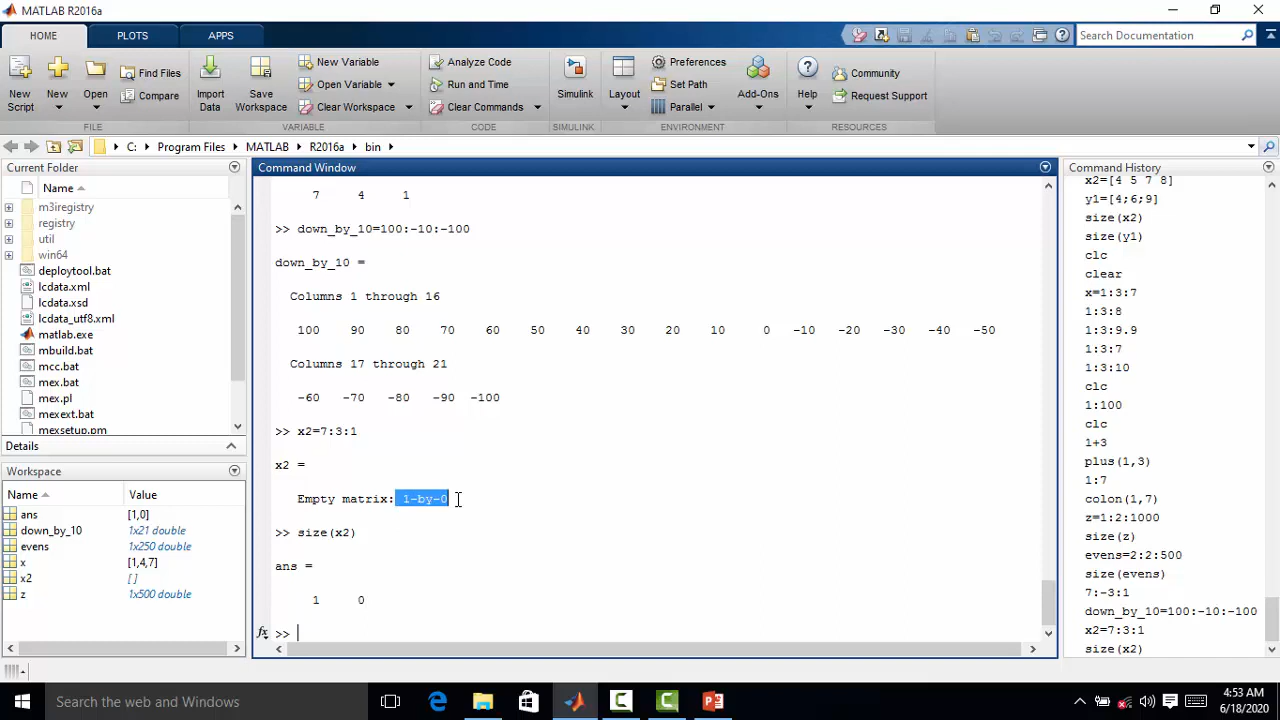 MATLAB R2016a
HOME PLOTS APPS
Search Documentation
New Script
New
Open
Find Files
Compare
FILE
Import Data
Save Workspace
New Variable
Open Variable
Clear Workspace
VARIABLE
Analyze Code
Run and Time
Clear Commands
CODE
Simulink
SIMULINK
Layout
Preferences
Set Path
Parallel
Add-Ons
ENVIRONMENT
Help
Community
Request Support
RESOURCES
C: Program Files MATLAB R2016a bin
Current Folder
Name
m3iregistry
registry
util
win64
deploytool.bat
lcdata.xml
lcdata.xsd
lcdata_utf8.xml
matlab.exe
mbuild.bat
mcc.bat
mex.bat
mex.pl
mexext.bat
mexsetup.pm
Details
Workspace
Name Value
ans [1,0]
down_by_10 1x21 double
evens 1x250 double
x [1,4,7]
x2 []
z 1x500 double
Command Window
7 4 1
>> down_by_10=100:-10:-100
down_by_10 =
Columns 1 through 16
100 90 80 70 60 50 40 30 20 10 0 -10 -20 -30 -40 -50
Columns 17 through 21
-60 -70 -80 -90 -100
>> x2=7:3:1
x2 =
Empty matrix: 1-by-0
>> size(x2)
ans =
1 0
fx >>
Command History
x2=[4 5 7 8]
y1=[4;6;9]
size(x2)
size(y1)
clc
clear
x=1:3:7
1:3:8
1:3:9.9
1:3:7
1:3:10
clc
1:100
clc
1+3
plus(1,3)
1:7
colon(1,7)
z=1:2:1000
size(z)
evens=2:2:500
size(evens)
7:-3:1
down_by_10=100:-10:-100
x2=7:3:1
size(x2)
Search the web and Windows
4:53 AM
6/18/2020